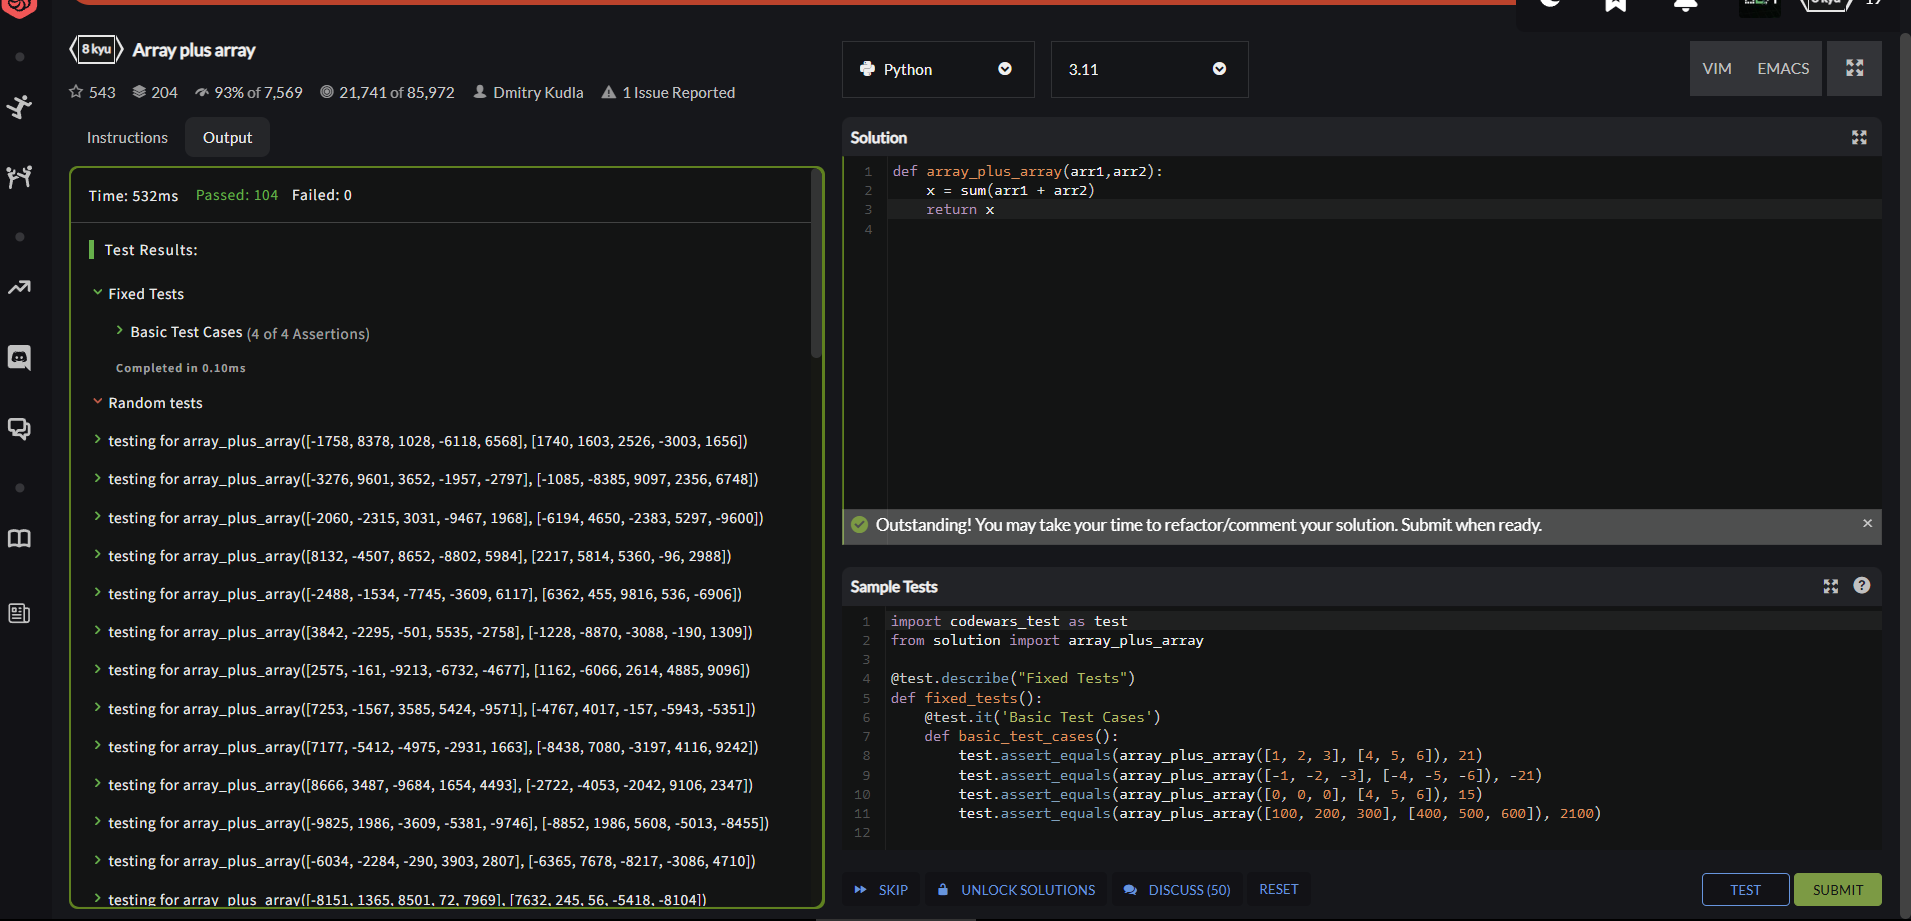 8 kyu Array plus array
543 204 93% of 7,569 21,741 of 85,972 Dmitry Kudla 1 Issue Reported
Instructions Output
Time: 532ms Passed: 104 Failed: 0
Test Results:
Fixed Tests
Basic Test Cases (4 of 4 Assertions)
Completed in 0.10ms
Random tests
testing for array_plus_array([-1758, 8378, 1028, -6118, 6568], [1740, 1603, 2526, -3003, 1656])
testing for array_plus_array([-3276, 9601, 3652, -1957, -2797], [-1085, -8385, 9097, 2356, 6748])
testing for array_plus_array([-2060, -2315, 3031, -9467, 1968], [-6194, 4650, -2383, 5297, -9600])
testing for array_plus_array([8132, -4507, 8652, -8802, 5984], [2217, 5814, 5360, -96, 2988])
testing for array_plus_array([-2488, -1534, -7745, -3609, 6117], [6362, 455, 9816, 536, -6906])
testing for array_plus_array([3842, -2295, -501, 5535, -2758], [-1228, -8870, -3088, -190, 1309])
testing for array_plus_array([2575, -161, -9213, -6732, -4677], [1162, -6066, 2614, 4885, 9096])
testing for array_plus_array([7253, -1567, 3585, 5424, -9571], [-4767, 4017, -157, -5943, -5351])
testing for array_plus_array([7177, -5412, -4975, -2931, 1663], [-8438, 7080, -3197, 4116, 9242])
testing for array_plus_array([8666, 3487, -9684, 1654, 4493], [-2722, -4053, -2042, 9106, 2347])
testing for array_plus_array([-9825, 1986, -3609, -5381, -9746], [-8852, 1986, 5608, -5013, -8455])
testing for array_plus_array([-6034, -2284, -290, 3903, 2807], [-6365, 7678, -8217, -3086, 4710])
testing for array_plus_array([-8151, 1365, 8501, 72, 7969], [7632, 245, 56, -5418, -8104])
Python 3.11 VIM EMACS
Solution
1 def array_plus_array(arr1,arr2):
2 x = sum(arr1 + arr2)
3 return x
4
Outstanding! You may take your time to refactor/comment your solution. Submit when ready.
Sample Tests
1 import codewars_test as test
2 from solution import array_plus_array
3
4 @test.describe("Fixed Tests")
5 def fixed_tests():
6 @test.it('Basic Test Cases')
7 def basic_test_cases():
8 test.assert_equals(array_plus_array([1, 2, 3], [4, 5, 6]), 21)
9 test.assert_equals(array_plus_array([-1, -2, -3], [-4, -5, -6]), -21)
10 test.assert_equals(array_plus_array([0, 0, 0], [4, 5, 6]), 15)
11 test.assert_equals(array_plus_array([100, 200, 300], [400, 500, 600]), 2100)
12
SKIP UNLOCK SOLUTIONS DISCUSS (50) RESET TEST SUBMIT